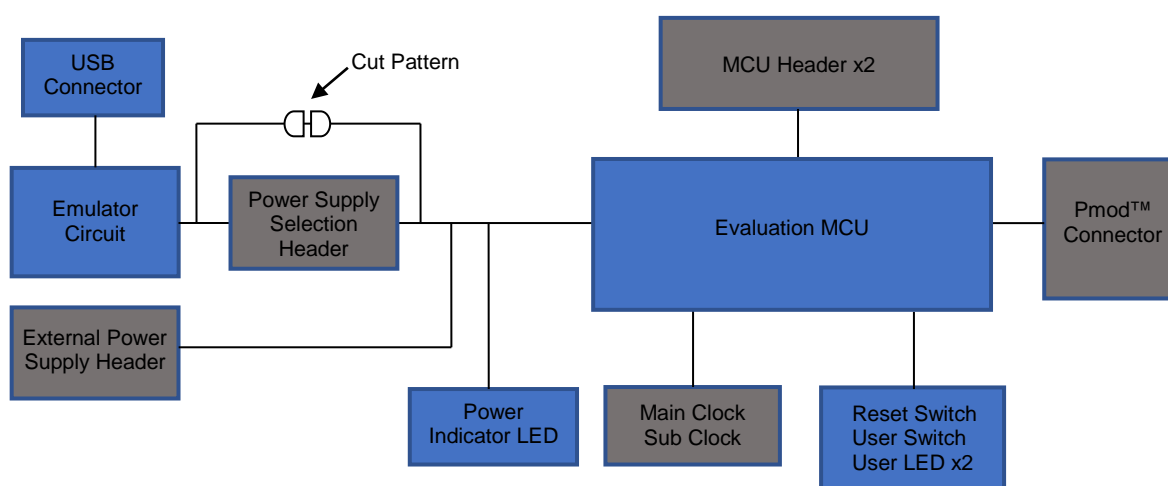 USB
Connector
Cut Pattern
MCU Header x2
Emulator
Circuit
Power Supply
Selection
Header
Evaluation MCU
Pmod™
Connector
External Power
Supply Header
Power
Indicator LED
Main Clock
Sub Clock
Reset Switch
User Switch
User LED x2